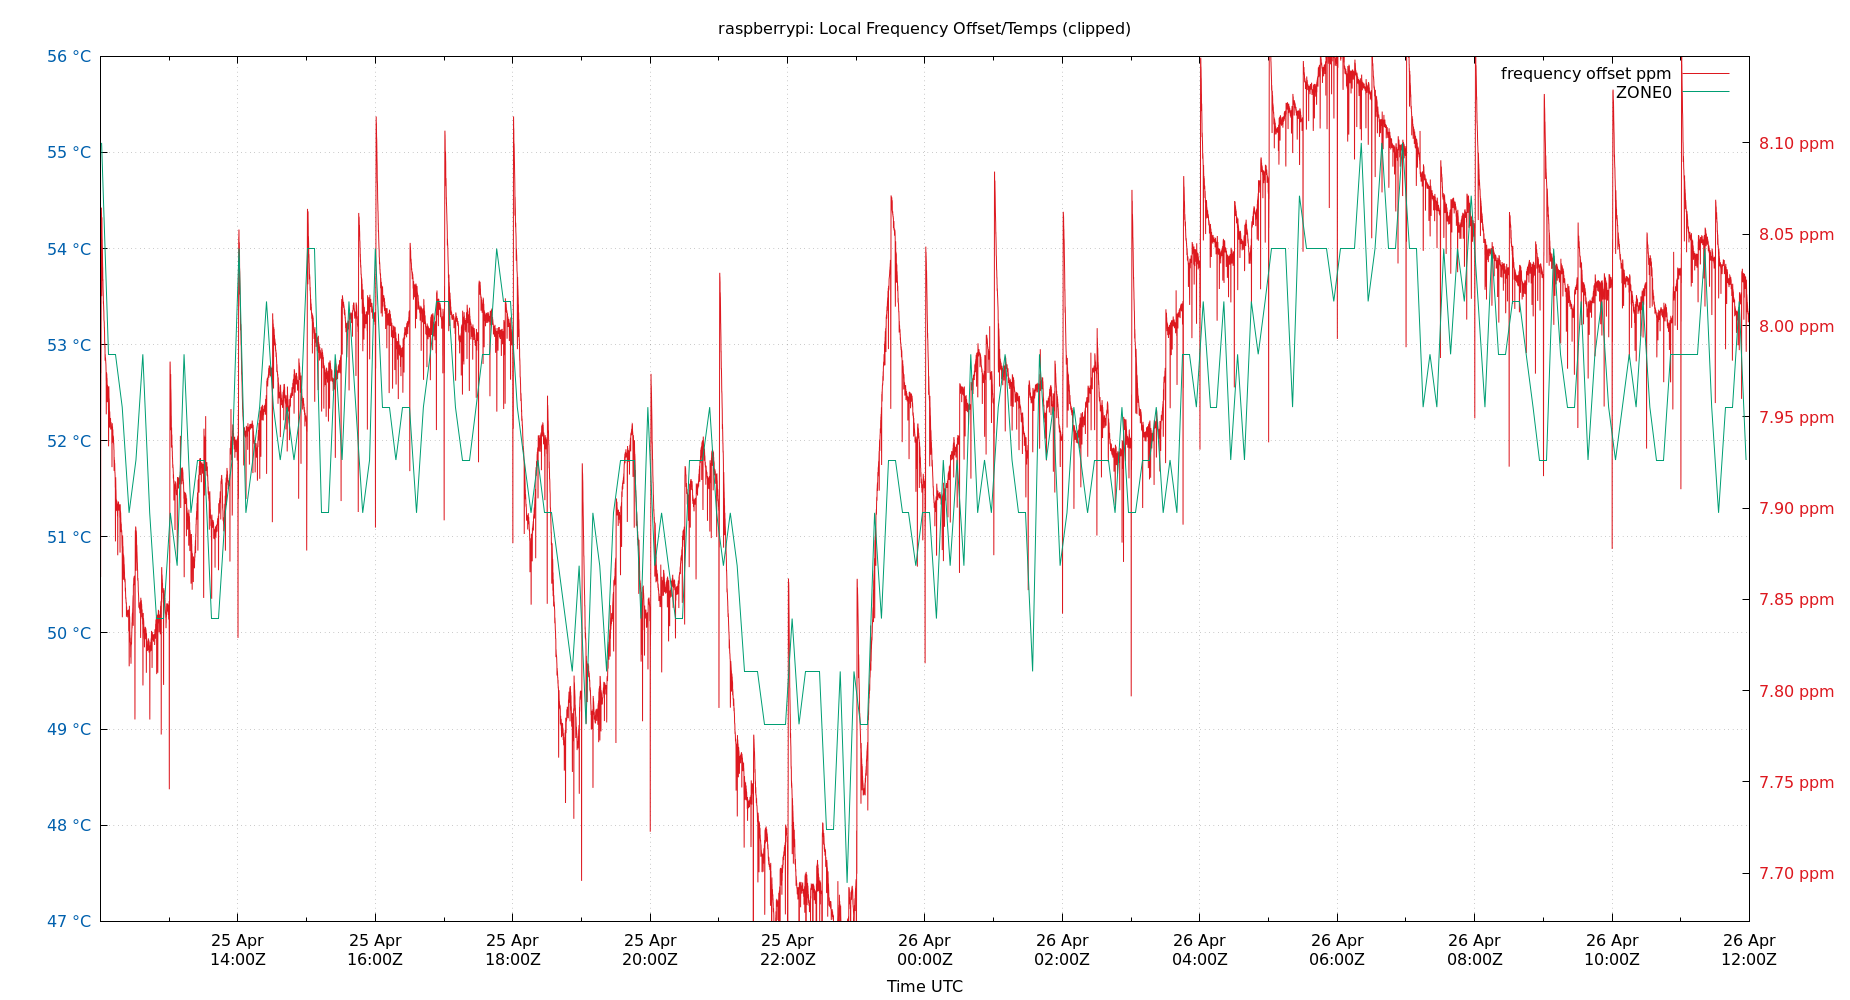 raspberrypi: Local Frequency Offset/Temps (clipped)
56 °C
55 °C
54 °C
53 °C
52 °C
51 °C
50 °C
49 °C
48 °C
47 °C
frequency offset ppm
ZONE0
8.10 ppm
8.05 ppm
8.00 ppm
7.95 ppm
7.90 ppm
7.85 ppm
7.80 ppm
7.75 ppm
7.70 ppm
25 Apr
14:00Z
25 Apr
16:00Z
25 Apr
18:00Z
25 Apr
20:00Z
25 Apr
22:00Z
26 Apr
00:00Z
26 Apr
02:00Z
26 Apr
04:00Z
26 Apr
06:00Z
26 Apr
08:00Z
26 Apr
10:00Z
26 Apr
12:00Z
Time UTC